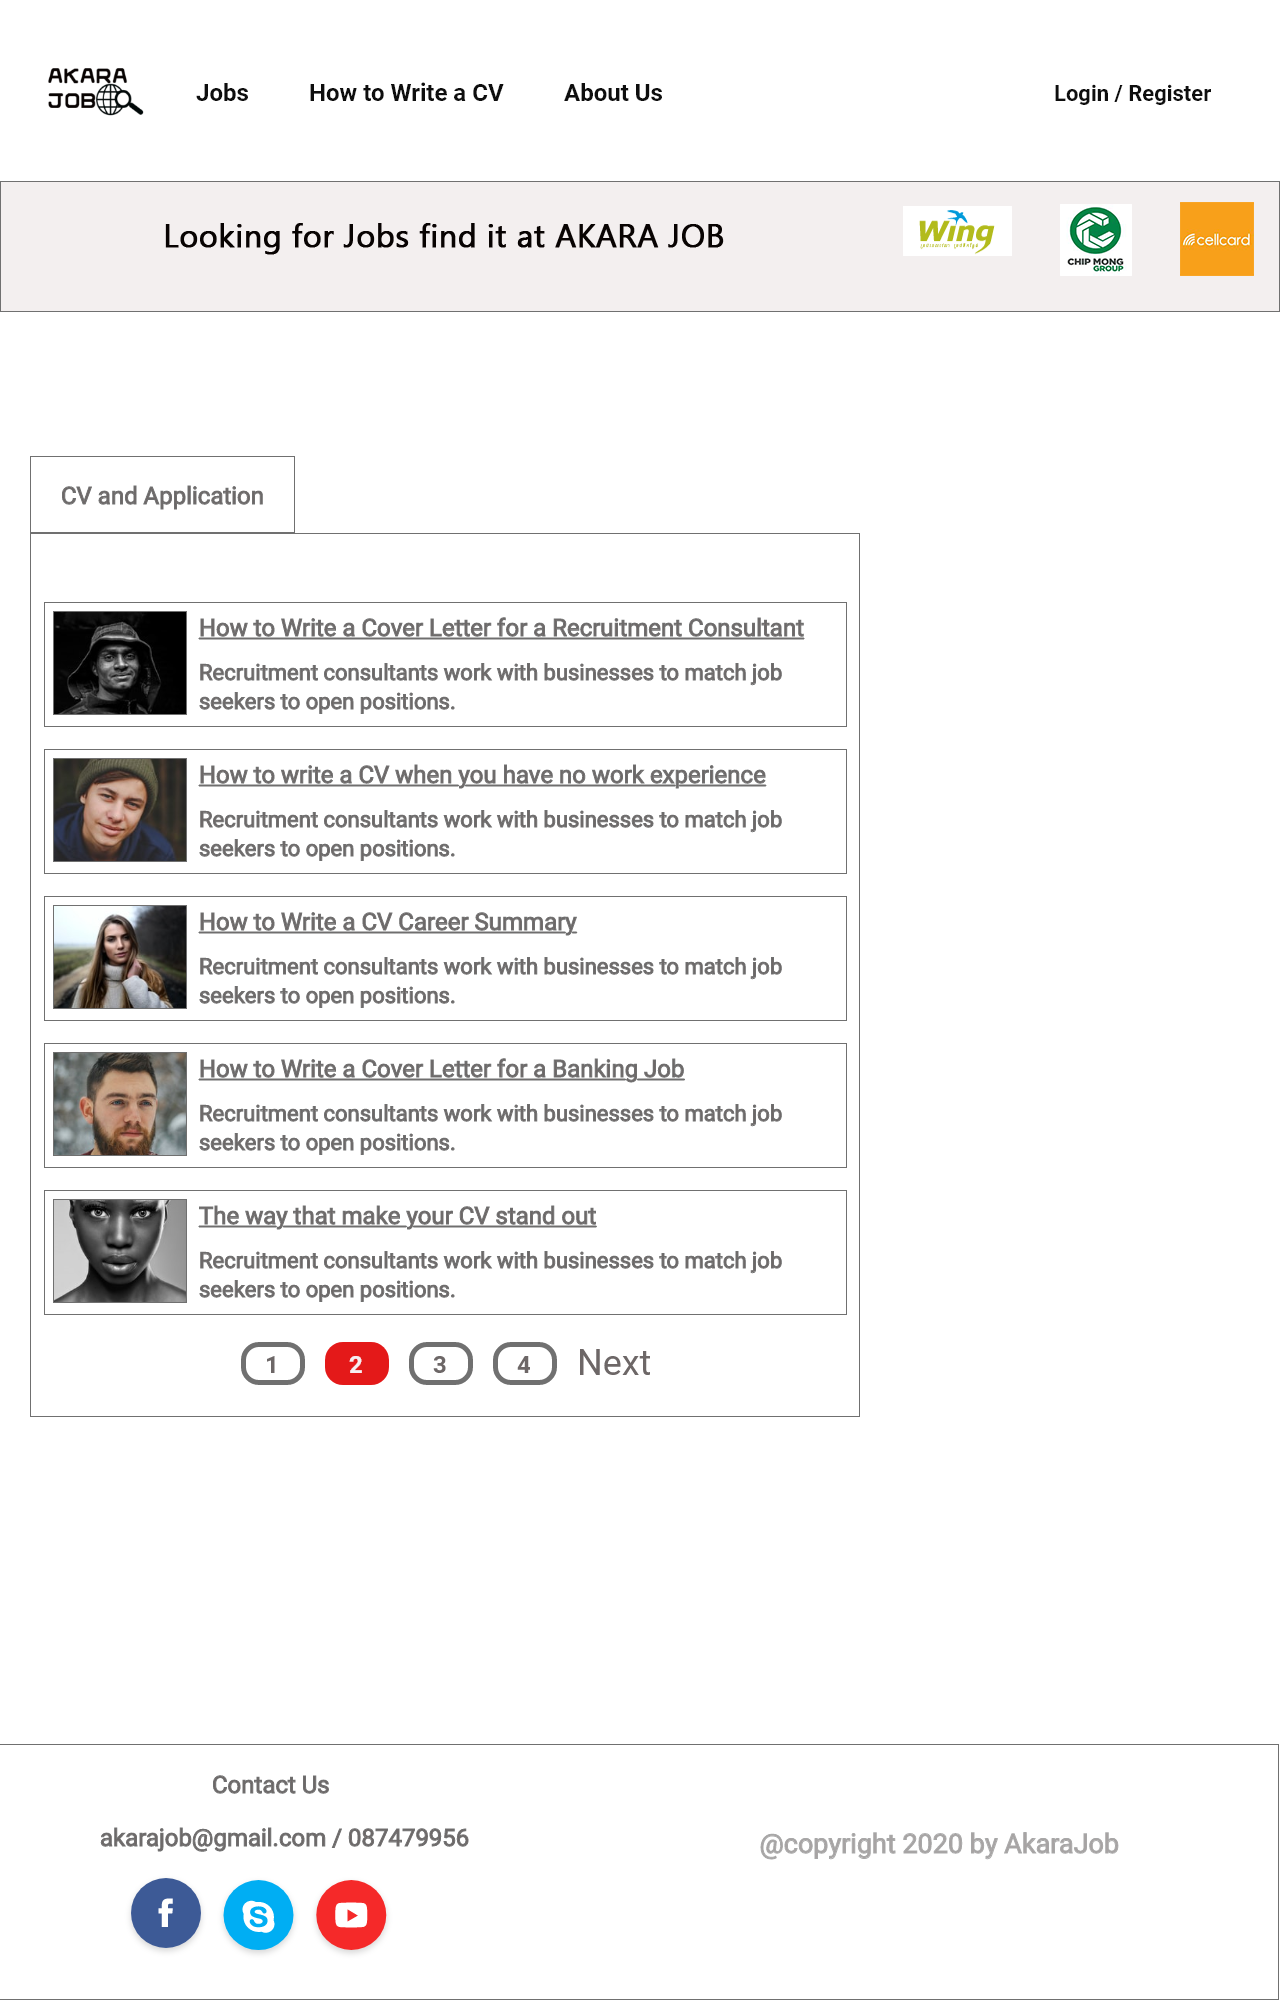 AKARA
JOB
Jobs
How to Write a CV
About Us
Login / Register
Looking for Jobs find it at AKARA JOB
Wing
CHIP MONG
GROUP
cellcard
CV and Application
How to Write a Cover Letter for a Recruitment Consultant
Recruitment consultants work with businesses to match job
seekers to open positions.
How to write a CV when you have no work experience
Recruitment consultants work with businesses to match job
seekers to open positions.
How to Write a CV Career Summary
Recruitment consultants work with businesses to match job
seekers to open positions.
How to Write a Cover Letter for a Banking Job
Recruitment consultants work with businesses to match job
seekers to open positions.
The way that make your CV stand out
Recruitment consultants work with businesses to match job
seekers to open positions.
1 2 3 4 Next
Contact Us
akarajob@gmail.com / 087479956
@copyright 2020 by AkaraJob